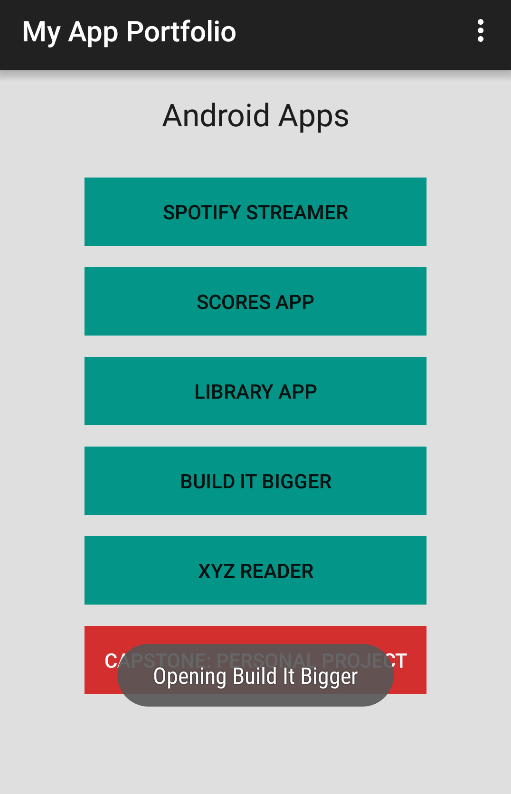 My App Portfolio
Android Apps
SPOTIFY STREAMER
SCORES APP
LIBRARY APP
BUILD IT BIGGER
XYZ READER
CAPSTONE: PERSONAL PROJECT
Opening Build It Bigger